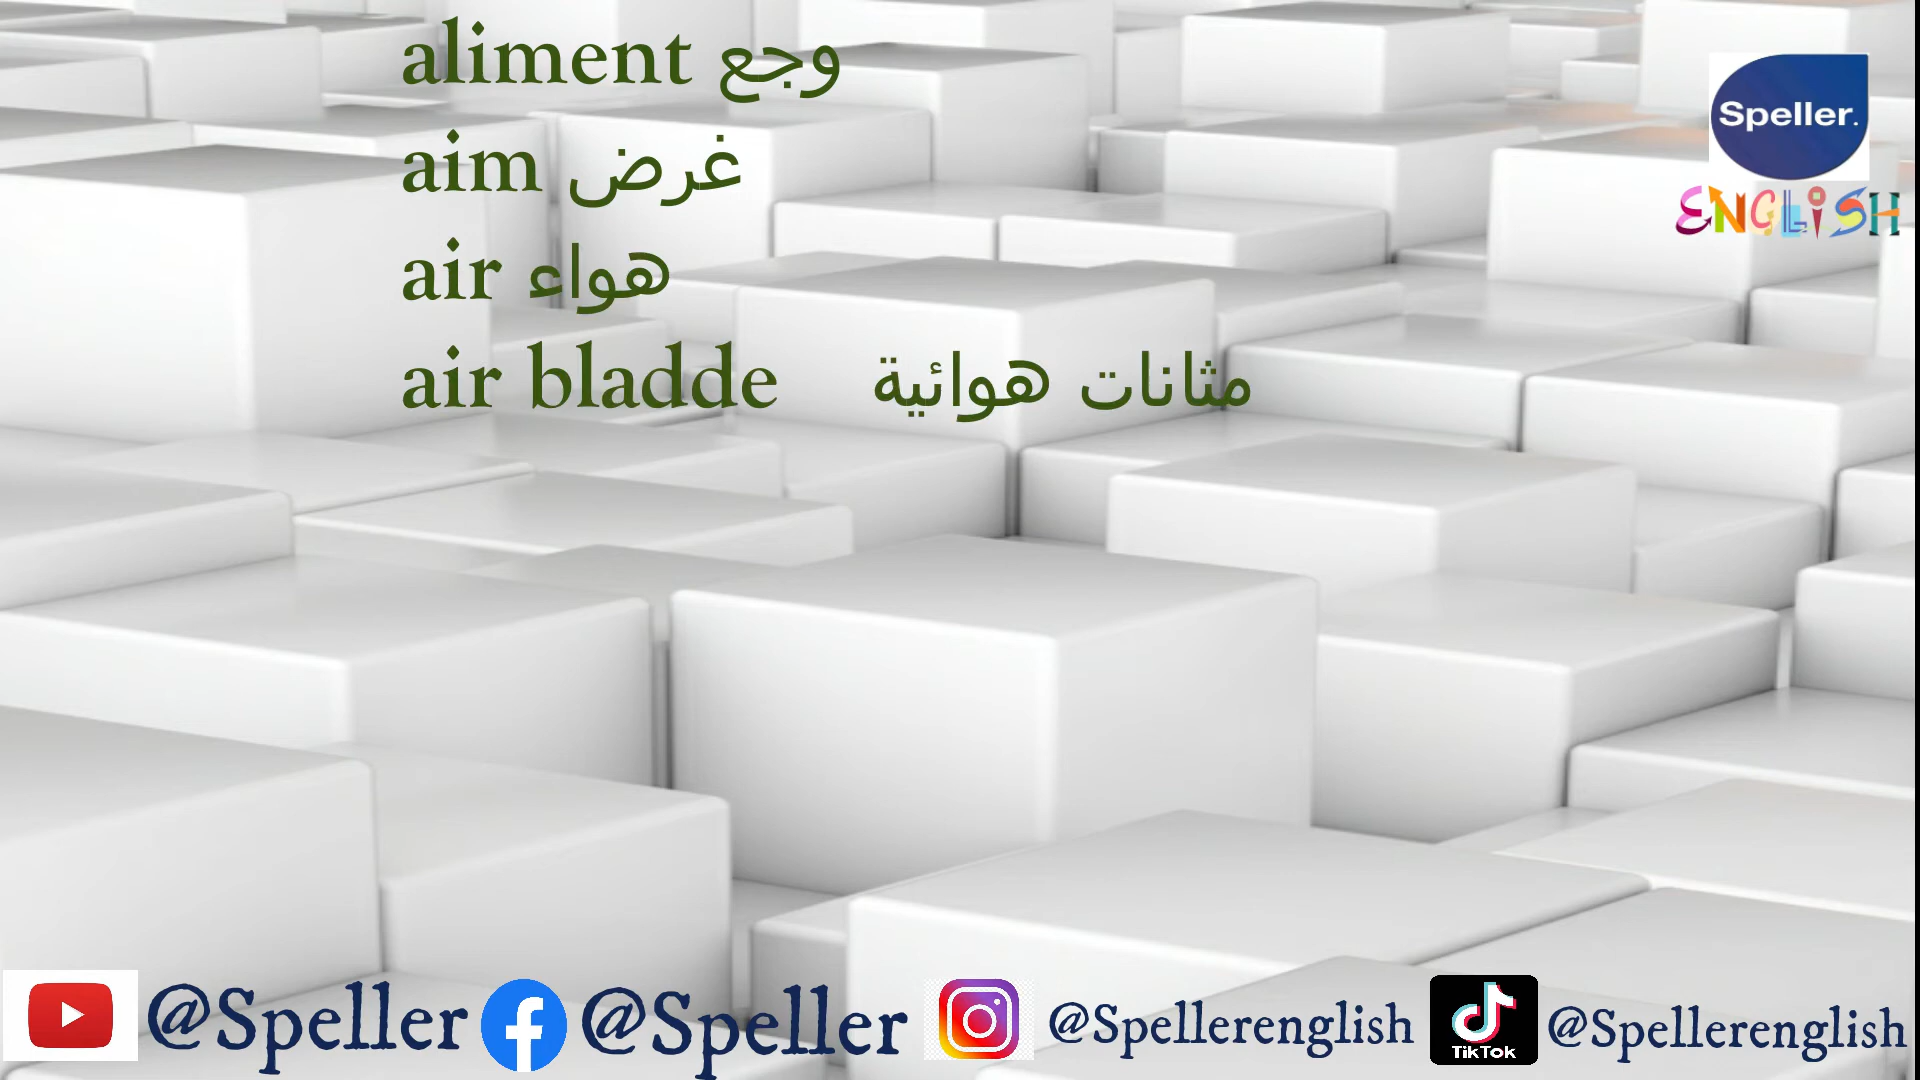 aliment وجع
aim غرض
air هواء
air bladde مثانات هوائية
Speller.
ENGLISH
@Speller
@Speller
@Spellerenglish
TikTok
@Spellerenglish